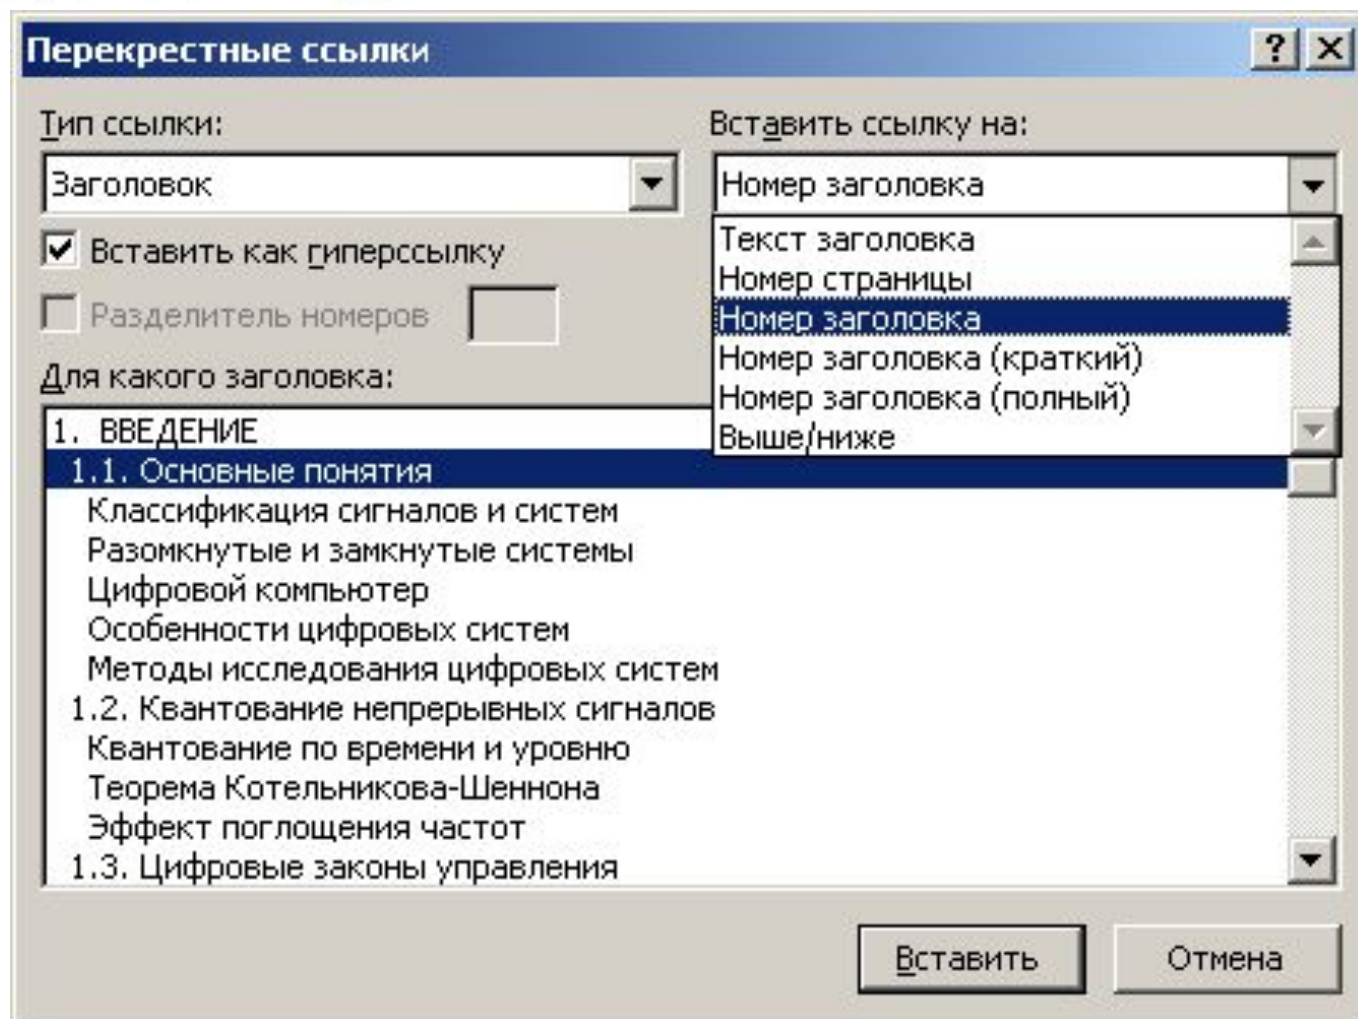 Перекрестные ссылки
Тип ссылки:
Заголовок
Вставить как гиперссылку
Разделитель номеров
Вставить ссылку на:
Номер заголовка
Текст заголовка
Номер страницы
Номер заголовка
Номер заголовка (краткий)
Номер заголовка (полный)
Выше/ниже
Для какого заголовка:
1. ВВЕДЕНИЕ
1.1. Основные понятия
Классификация сигналов и систем
Разомкнутые и замкнутые системы
Цифровой компьютер
Особенности цифровых систем
Методы исследования цифровых систем
1.2. Квантование непрерывных сигналов
Квантование по времени и уровню
Теорема Котельникова-Шеннона
Эффект поглощения частот
1.3. Цифровые законы управления
Вставить
Отмена